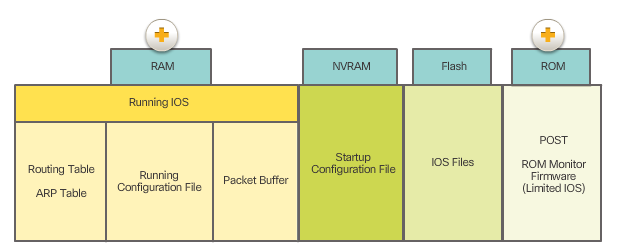 RAM
NVRAM
Flash
ROM
Running IOS
Routing Table
ARP Table
Running
Configuration File
Packet Buffer
Startup
Configuration File
IOS Files
POST
ROM Monitor
Firmware
(Limited IOS)